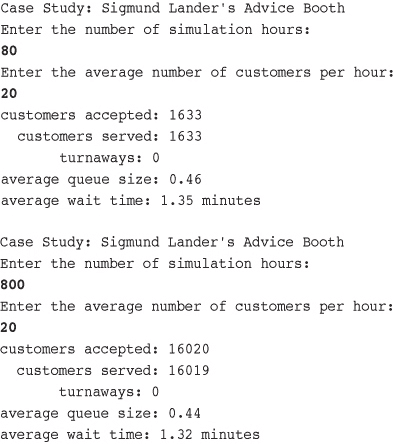 Case Study: Sigmund Lander's Advice Booth
Enter the number of simulation hours:
80
Enter the average number of customers per hour:
20
customers accepted: 1633
customers served: 1633
turnaways: 0
average queue size: 0.46
average wait time: 1.35 minutes
Case Study: Sigmund Lander's Advice Booth
Enter the number of simulation hours:
800
Enter the average number of customers per hour:
20
customers accepted: 16020
customers served: 16019
turnaways: 0
average queue size: 0.44
average wait time: 1.32 minutes